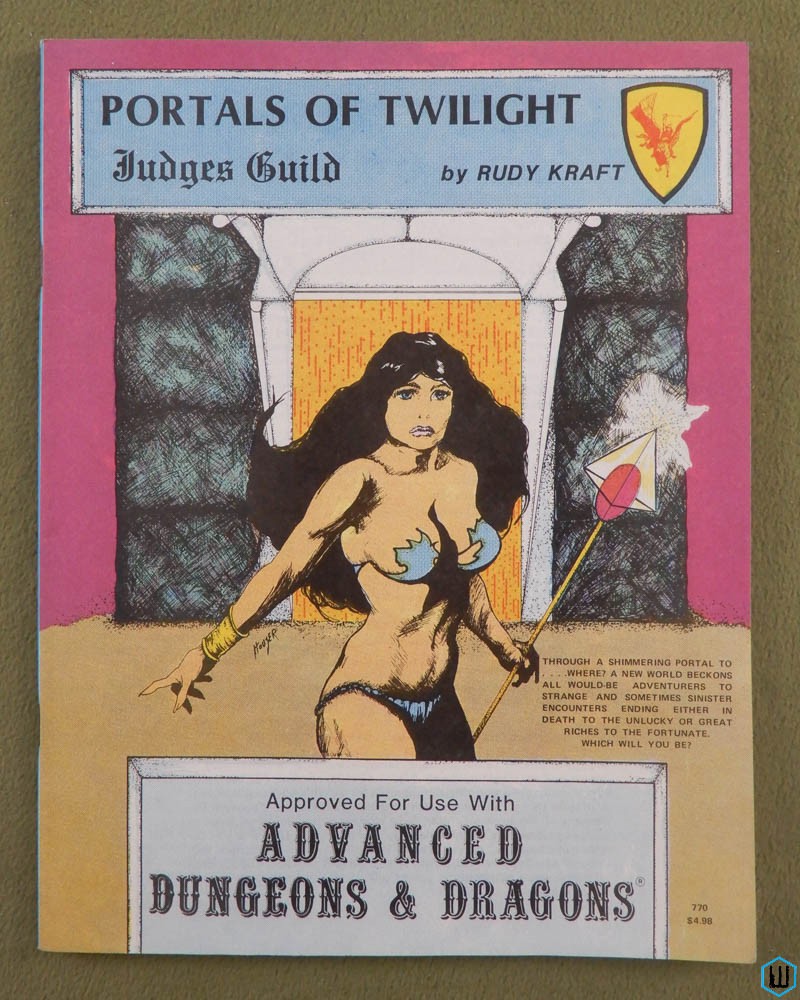 PORTALS OF TWILIGHT
Judges Guild
by RUDY KRAFT
HOUSER
THROUGH A SHIMMERING PORTAL TO
. . . .WHERE? A NEW WORLD BECKONS
ALL WOULD-BE ADVENTURERS TO
STRANGE AND SOMETIMES SINISTER
ENCOUNTERS ENDING EITHER IN
DEATH TO THE UNLUCKY OR GREAT
RICHES TO THE FORTUNATE.
WHICH WILL YOU BE?
Approved For Use With
ADVANCED
DUNGEONS & DRAGONS®
770
$4.98
W